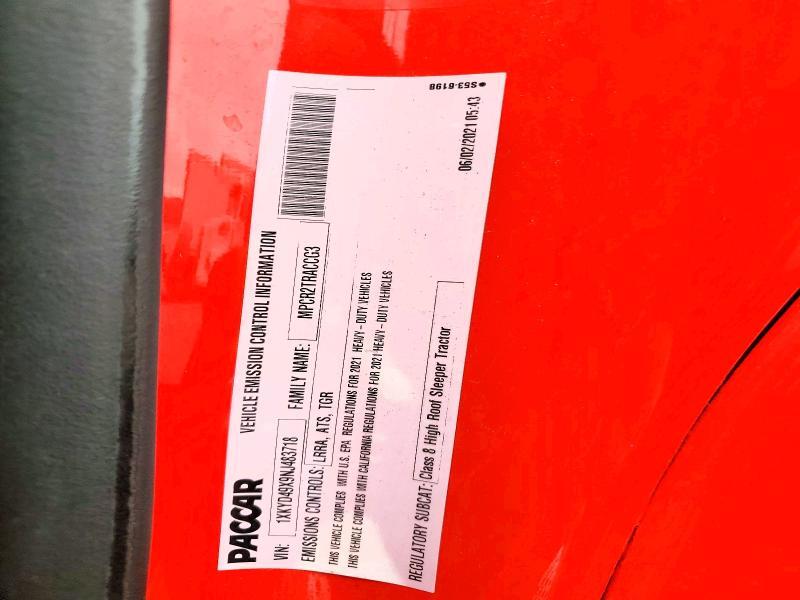 PACCAR
VEHICLE EMISSION CONTROL INFORMATION
VIN: 1XKYD49X9NJ483718 FAMILY NAME: MPCR2TRACCG3
EMISSIONS CONTROLS: LRRA, ATS, TGR
THIS VEHICLE COMPLIES WITH U.S. EPA REGULATIONS FOR 2021 HEAVY-DUTY VEHICLES
THIS VEHICLE COMPLIES WITH CALIFORNIA REGULATIONS FOR 2021 HEAVY-DUTY VEHICLES
REGULATORY SUBCAT: Class 8 High Roof Sleeper Tractor
06/02/2021 05:43
S53-6198